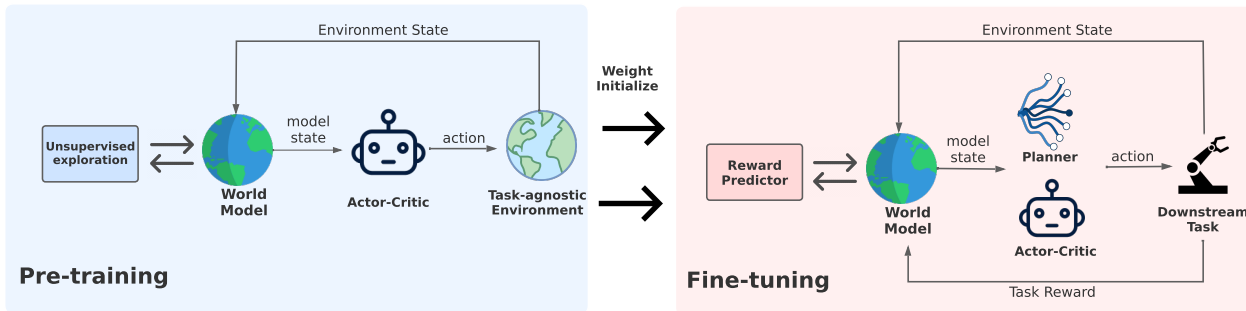 Environment State
Unsupervised
exploration
World
Model
model
state
Actor-Critic
action
Task-agnostic
Environment
Pre-training
Weight
Initialize
Environment State
Reward
Predictor
World
Model
model
state
Planner
Actor-Critic
action
Downstream
Task
Task Reward
Fine-tuning